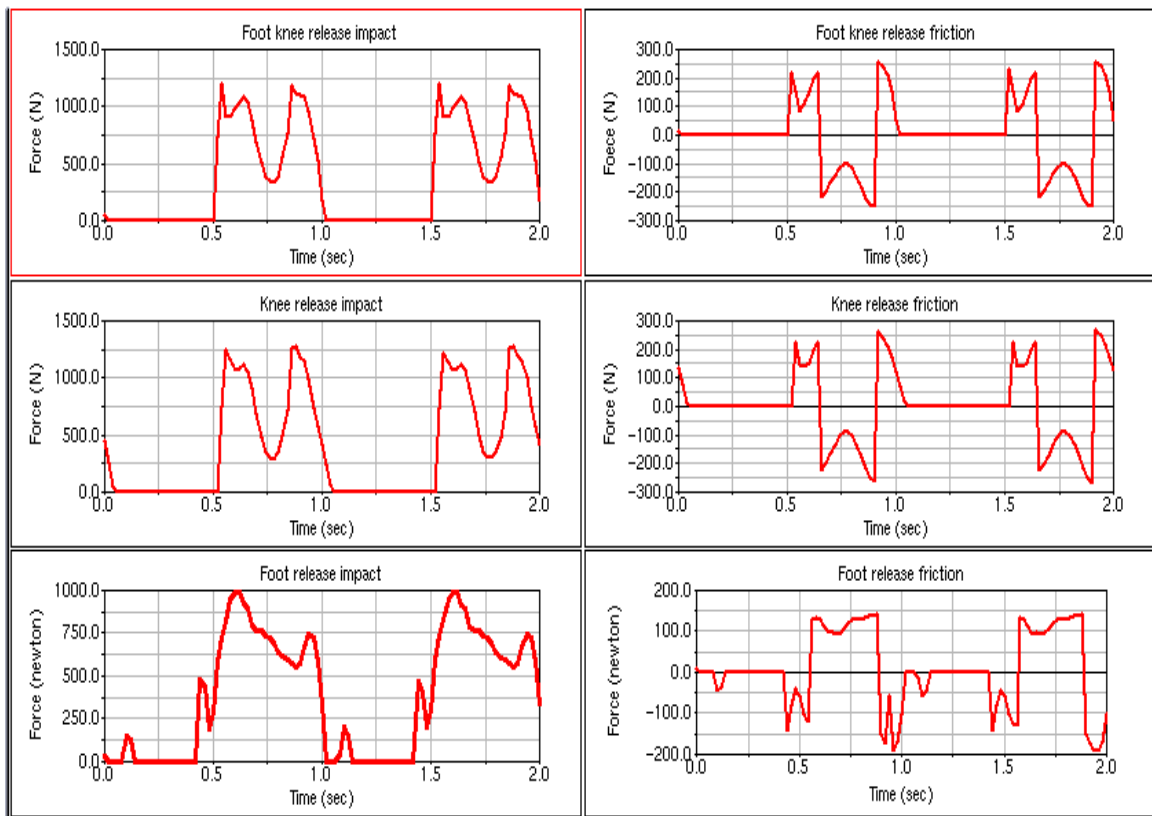 Foot knee release impact
Force (N)
1500.0
1000.0
500.0
0.0
0.0 0.5 1.0 1.5 2.0
Time (sec)
Foot knee release friction
Foece (N)
300.0
200.0
100.0
0.0
−100.0
−200.0
−300.0
0.0 0.5 1.0 1.5 2.0
Time (sec)
Knee release impact
Force (N)
1500.0
1000.0
500.0
0.0
0.0 0.5 1.0 1.5 2.0
Time (sec)
Knee release friction
Force (N)
300.0
200.0
100.0
0.0
−100.0
−200.0
−300.0
0.0 0.5 1.0 1.5 2.0
Time (sec)
Foot release impact
Force (newton)
1000.0
750.0
500.0
250.0
0.0
0.0 0.5 1.0 1.5 2.0
Time (sec)
Foot release friction
Force (newton)
200.0
100.0
0.0
−100.0
−200.0
0.0 0.5 1.0 1.5 2.0
Time (sec)